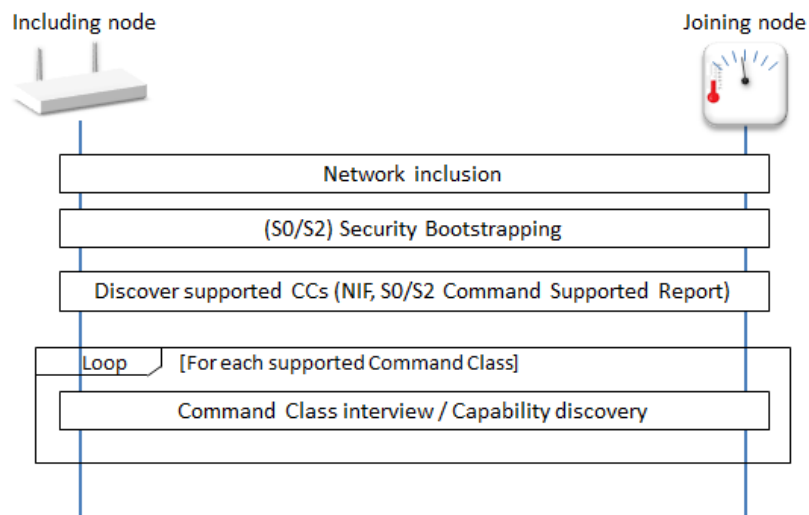 Including node
Joining node
Network inclusion
(S0/S2) Security Bootstrapping
Discover supported CCs (NIF, S0/S2 Command Supported Report)
Loop [For each supported Command Class]
Command Class interview / Capability discovery